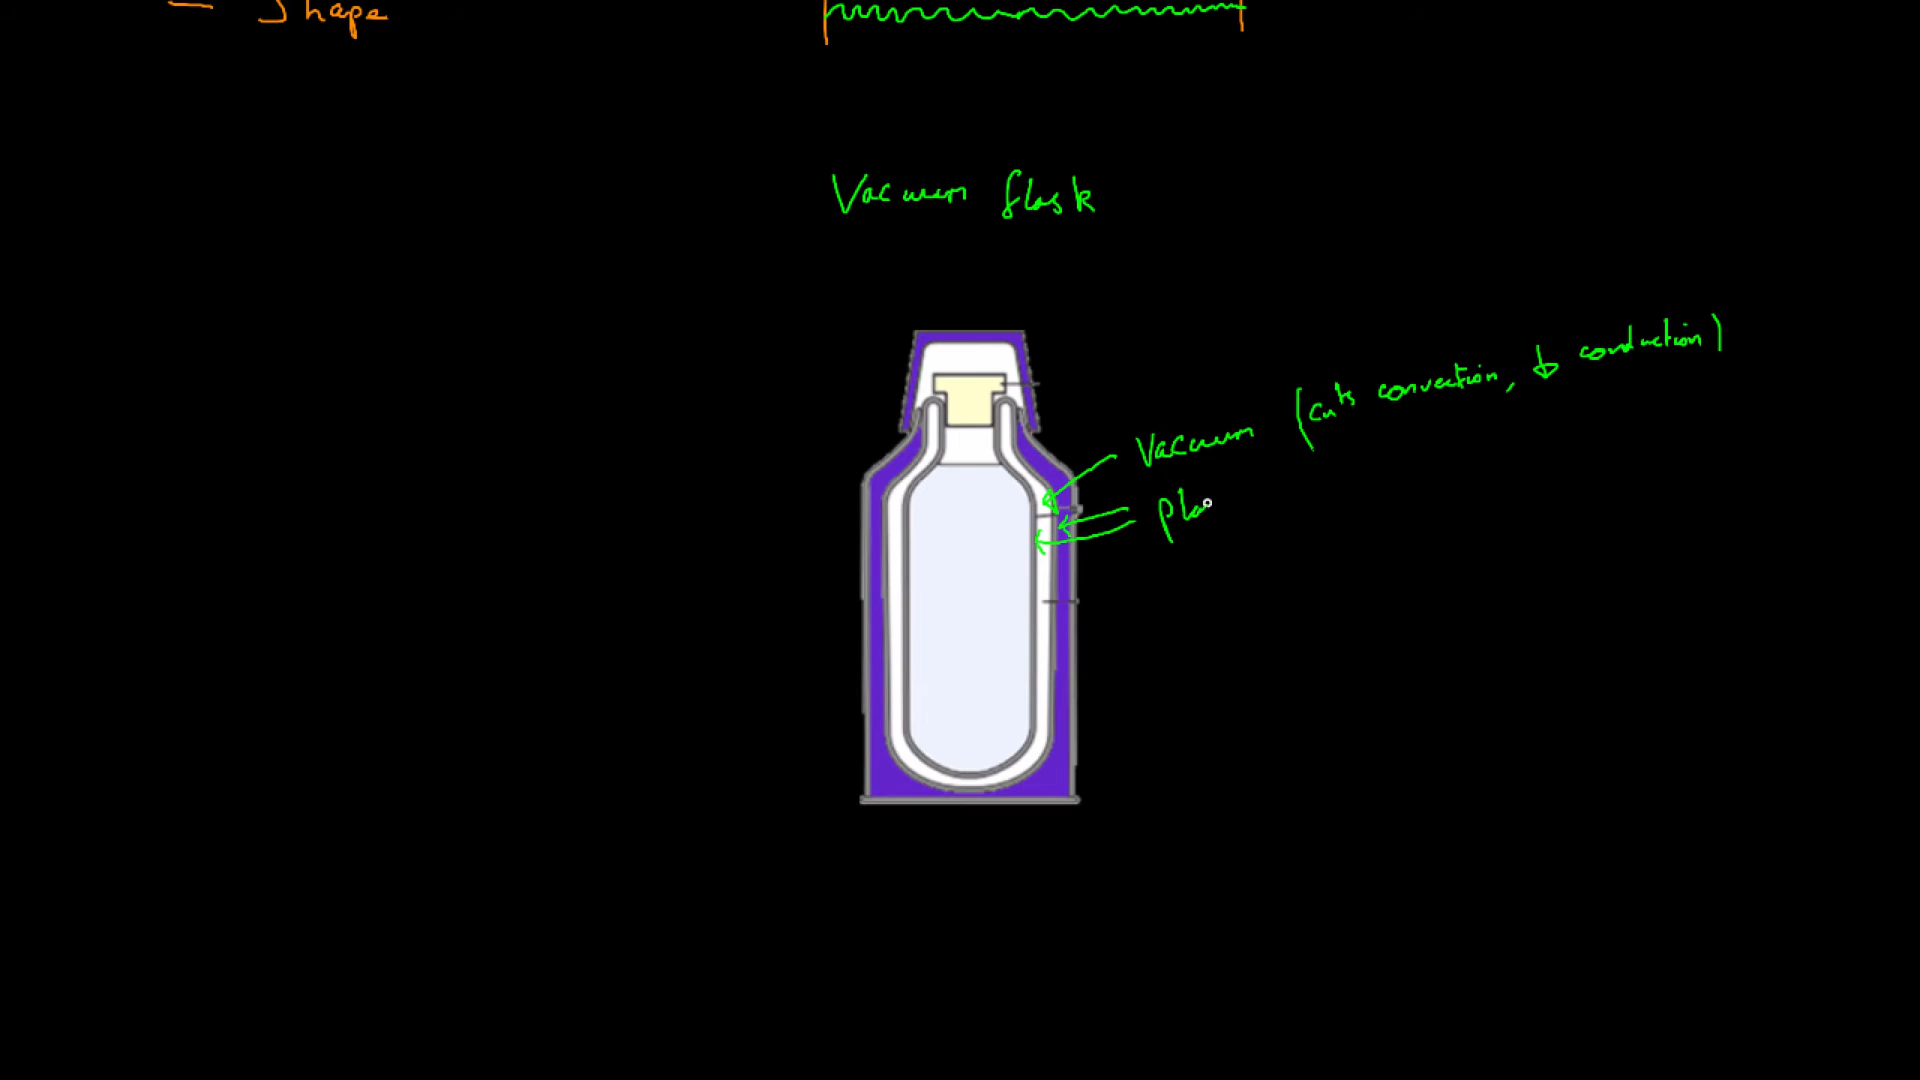 – Shape
Vacuum flask
Vacuum (cuts convection, ↓ conduction)
Pla